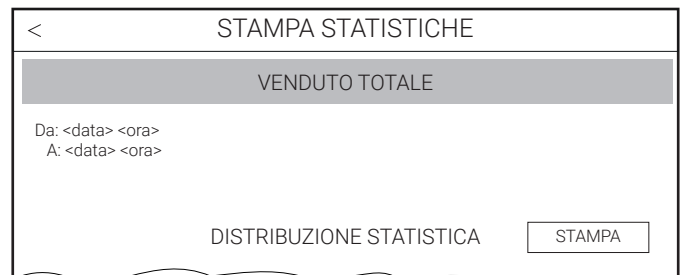 < STAMPA STATISTICHE
VENDUTO TOTALE
Da: <data> <ora>
A: <data> <ora>
DISTRIBUZIONE STATISTICA STAMPA